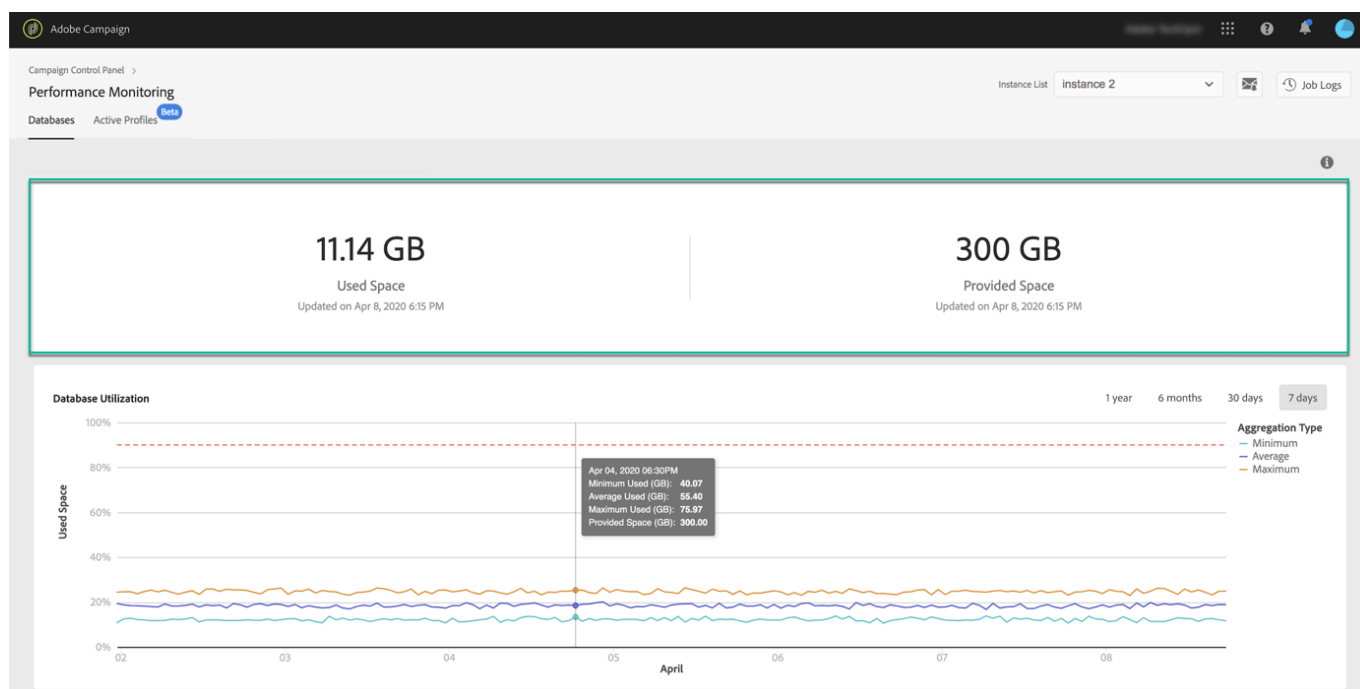 Adobe Campaign
Campaign Control Panel >
Performance Monitoring
Instance List instance 2 Job Logs
Databases Active Profiles Beta
11.14 GB
Used Space
Updated on Apr 8, 2020 6:15 PM
300 GB
Provided Space
Updated on Apr 8, 2020 6:15 PM
Database Utilization
1 year 6 months 30 days 7 days
100%
80%
60%
40%
20%
0%
Used Space
Apr 04, 2020 06:30PM
Minimum Used (GB): 40.07
Average Used (GB): 55.40
Maximum Used (GB): 75.97
Provided Space (GB): 300.00
Aggregation Type
Minimum
Average
Maximum
02 03 04 05 06 07 08
April